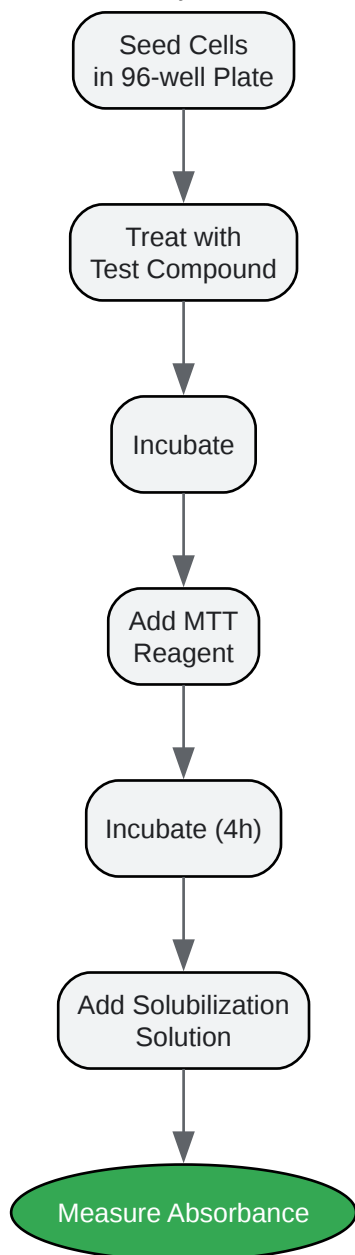 Seed Cells
in 96-well Plate
Treat with
Test Compound
Incubate
Add MTT
Reagent
Incubate (4h)
Add Solubilization
Solution
Measure Absorbance